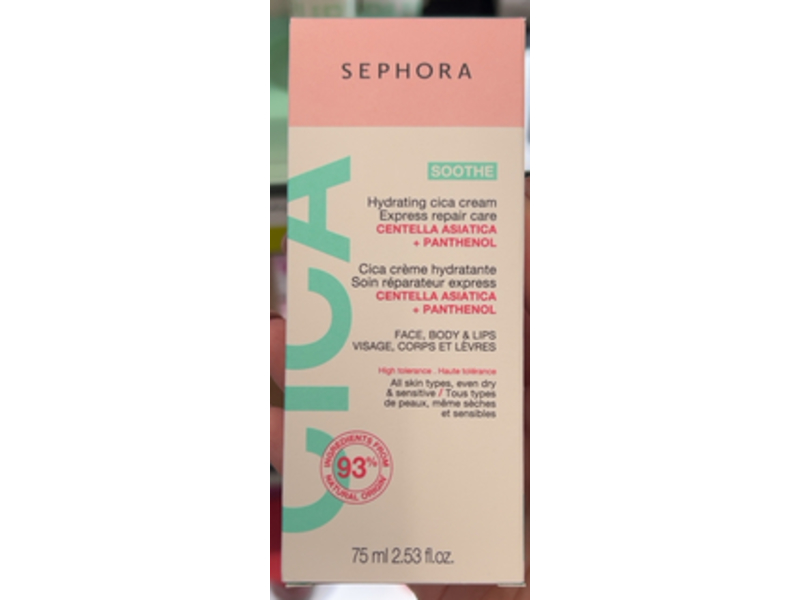 SEPHORA
CICA
SOOTHE
Hydrating cica cream
Express repair care
CENTELLA ASIATICA
+ PANTHENOL
Cica crème hydratante
Soin réparateur express
CENTELLA ASIATICA
+ PANTHENOL
FACE, BODY & LIPS
VISAGE, CORPS ET LÈVRES
High tolerance . Haute tolérance
All skin types, even dry
& sensitive / Tous types
de peaux, même sèches
et sensibles
INGREDIENTS FROM
93%
NATURAL ORIGIN
75 ml 2.53 fl.oz.